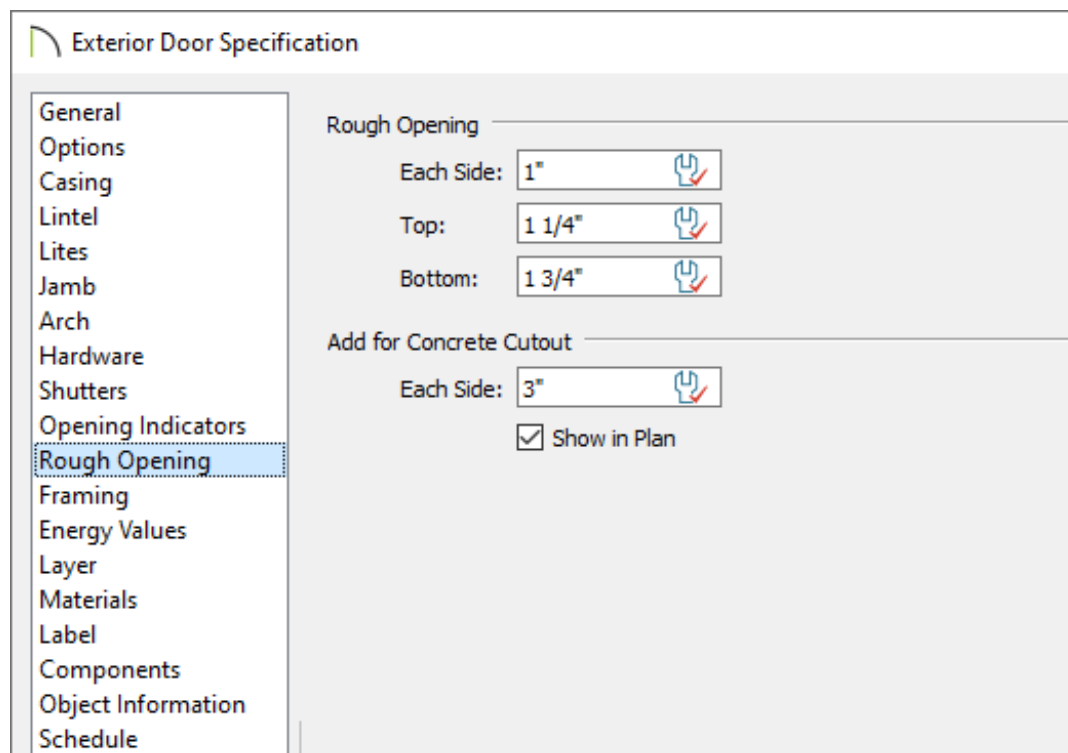 Exterior Door Specification
General
Options
Casing
Lintel
Lites
Jamb
Arch
Hardware
Shutters
Opening Indicators
Rough Opening
Framing
Energy Values
Layer
Materials
Label
Components
Object Information
Schedule
Rough Opening
Each Side: 1"
Top: 1 1/4"
Bottom: 1 3/4"
Add for Concrete Cutout
Each Side: 3"
Show in Plan